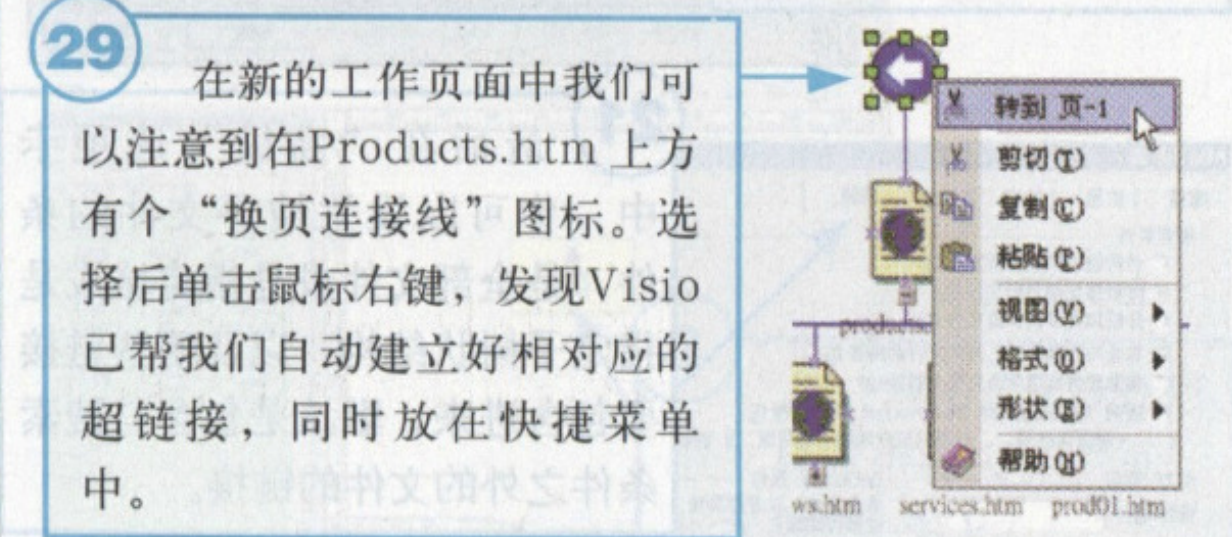 29
在新的工作页面中我们可
以注意到在Products.htm 上方
有个“换页连接线”图标。选
择后单击鼠标右键，发现Visio
已帮我们自动建立好相对应的
超链接，同时放在快捷菜单
中。
转到 页-1
剪切(T)
复制(C)
粘贴(P)
视图(V)
格式(O)
形状(E)
帮助(H)
products.
ws.htm services.htm prod01.htm